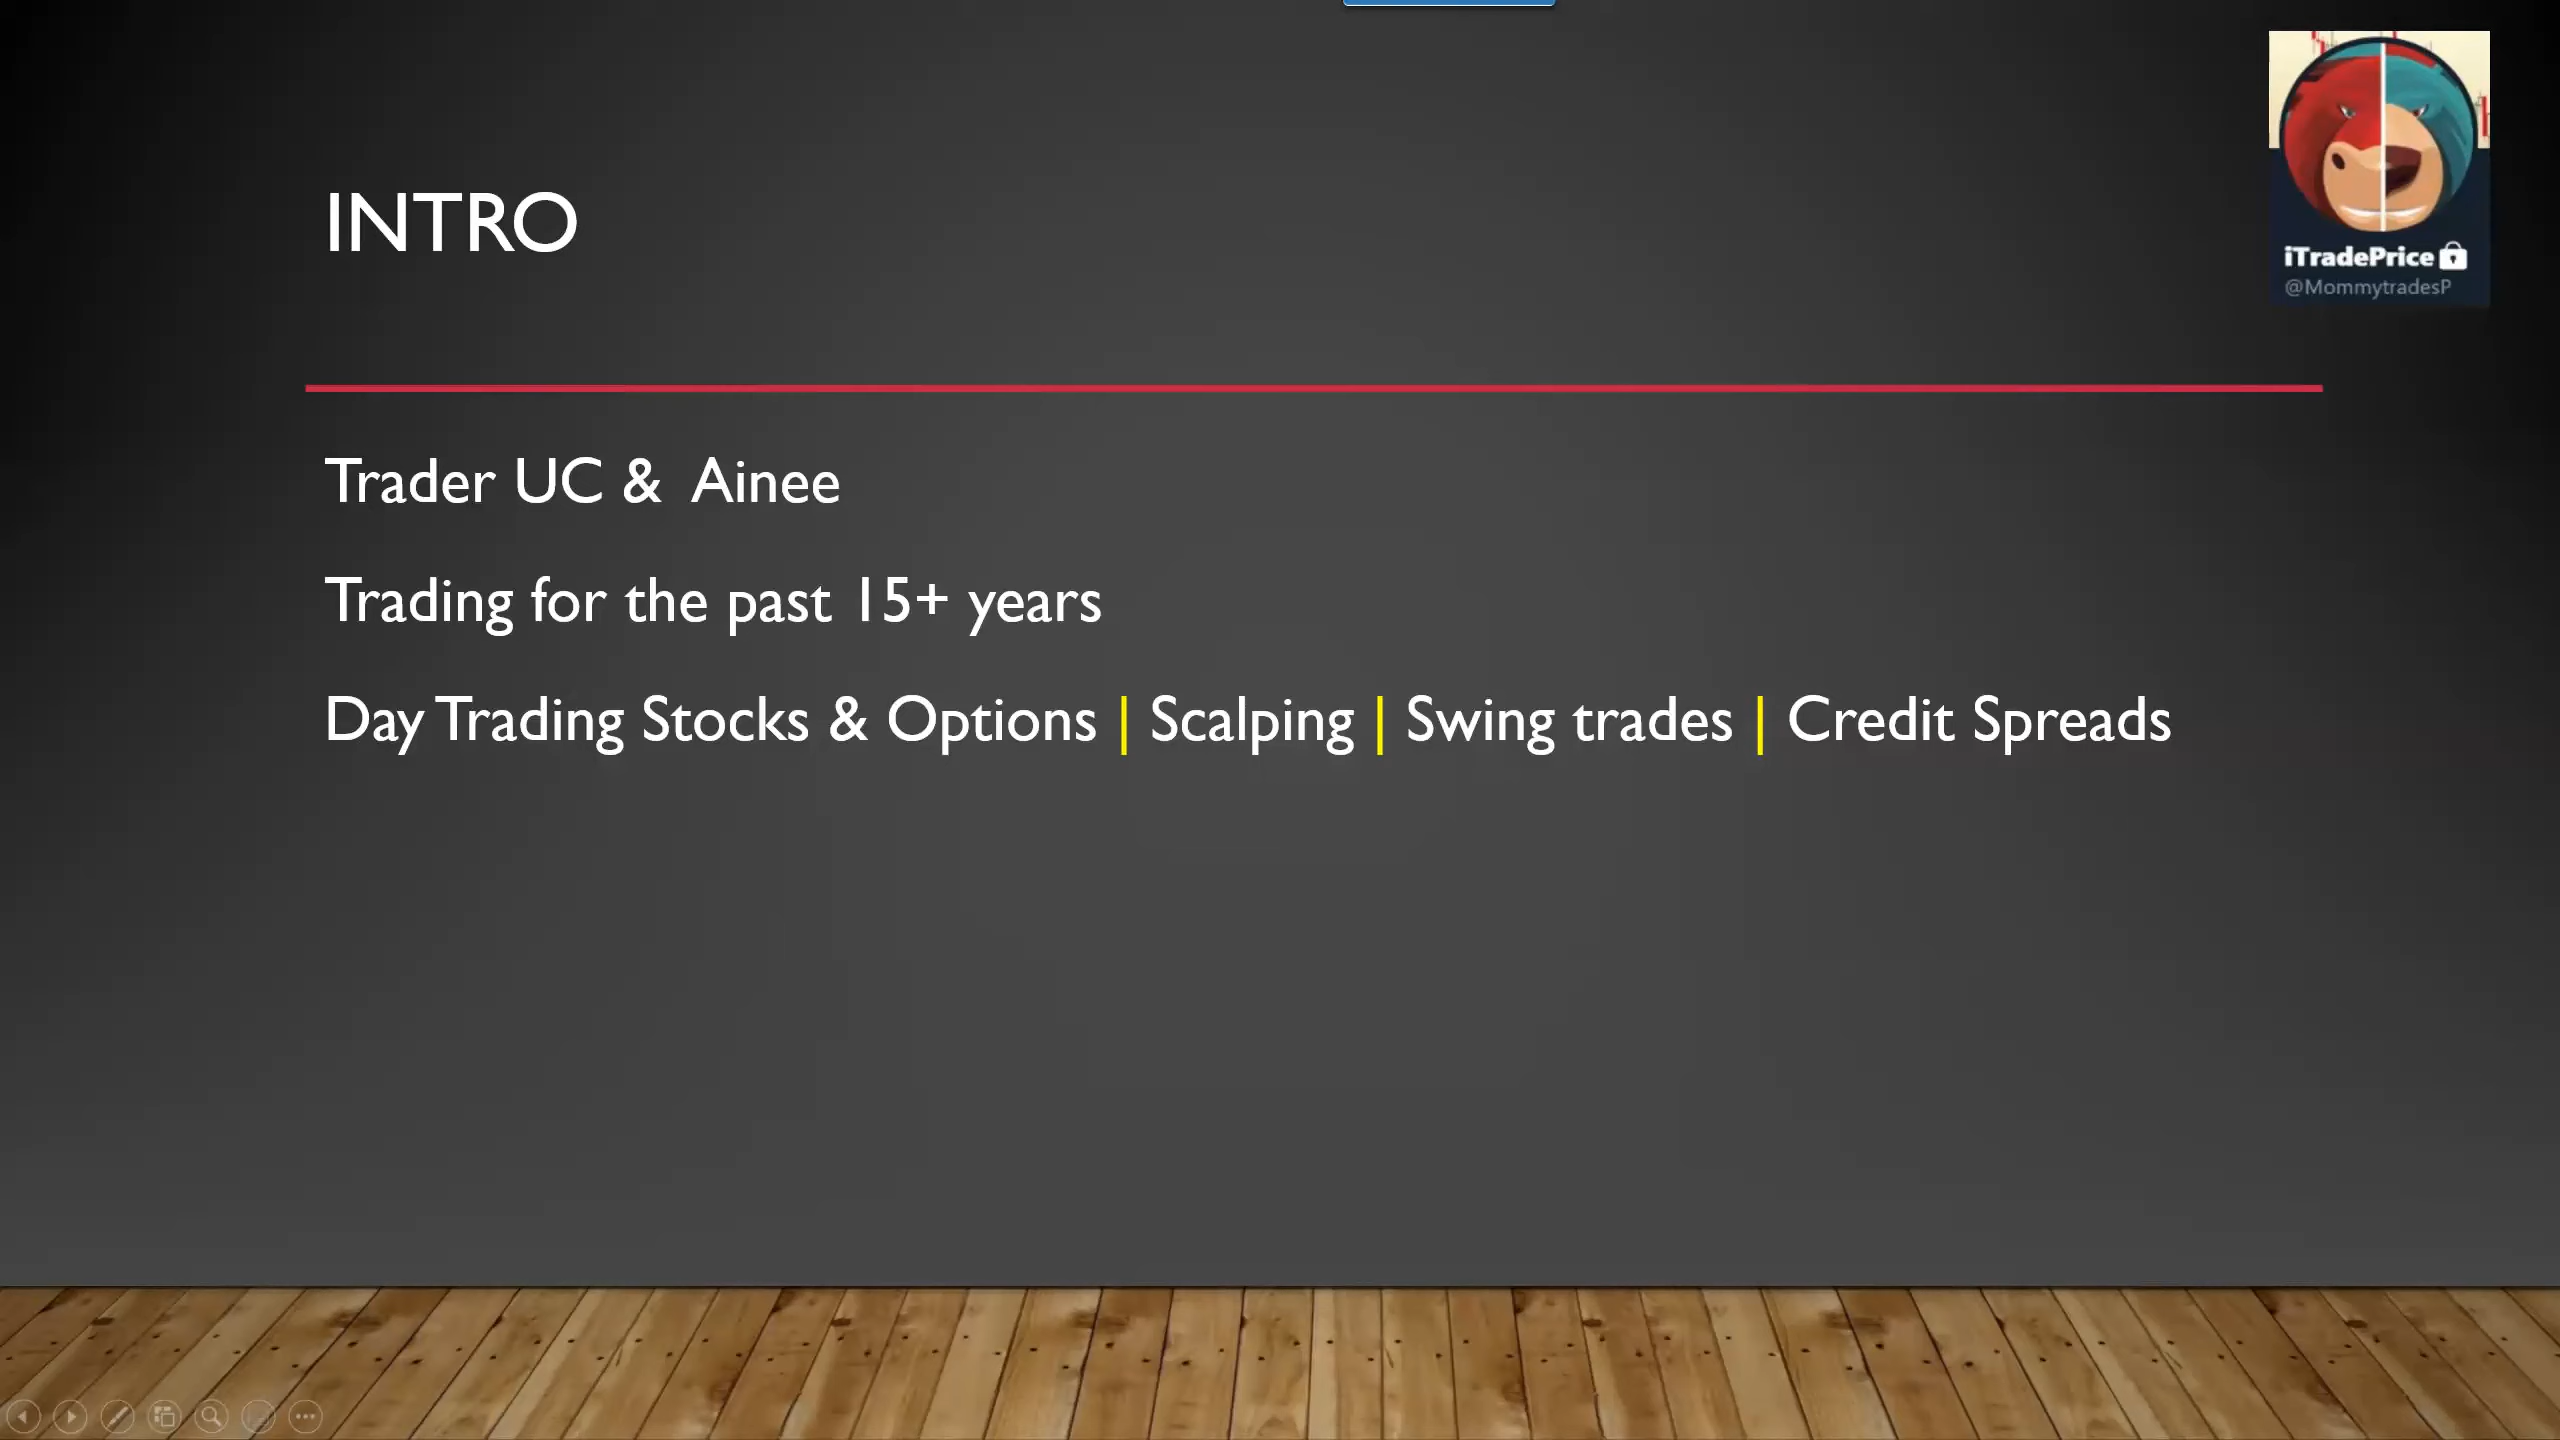 INTRO
iTradePrice
@MommytradesP
Trader UC & Ainee
Trading for the past 15+ years
Day Trading Stocks & Options | Scalping | Swing trades | Credit Spreads